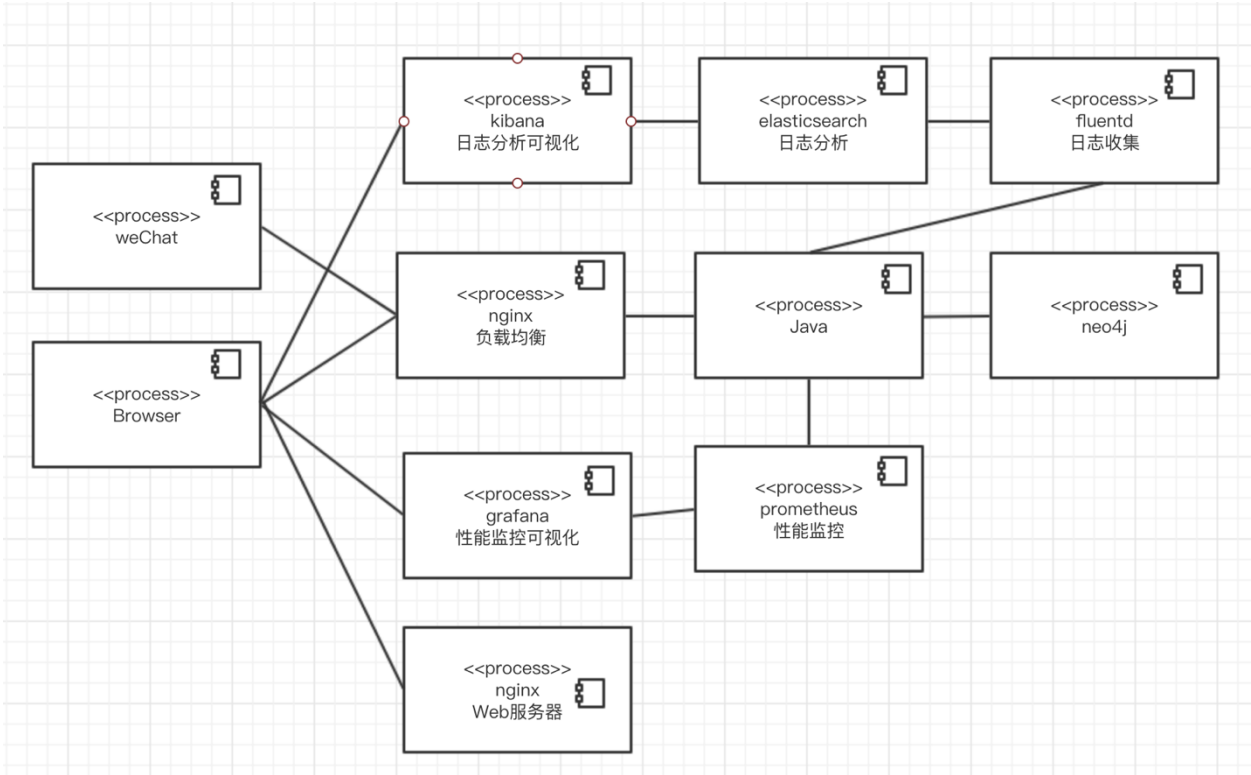 <<process>>
kibana
日志分析可视化
<<process>>
elasticsearch
日志分析
<<process>>
fluentd
日志收集
<<process>>
weChat
<<process>>
nginx
负载均衡
<<process>>
Java
<<process>>
neo4j
<<process>>
Browser
<<process>>
grafana
性能监控可视化
<<process>>
prometheus
性能监控
<<process>>
nginx
Web服务器